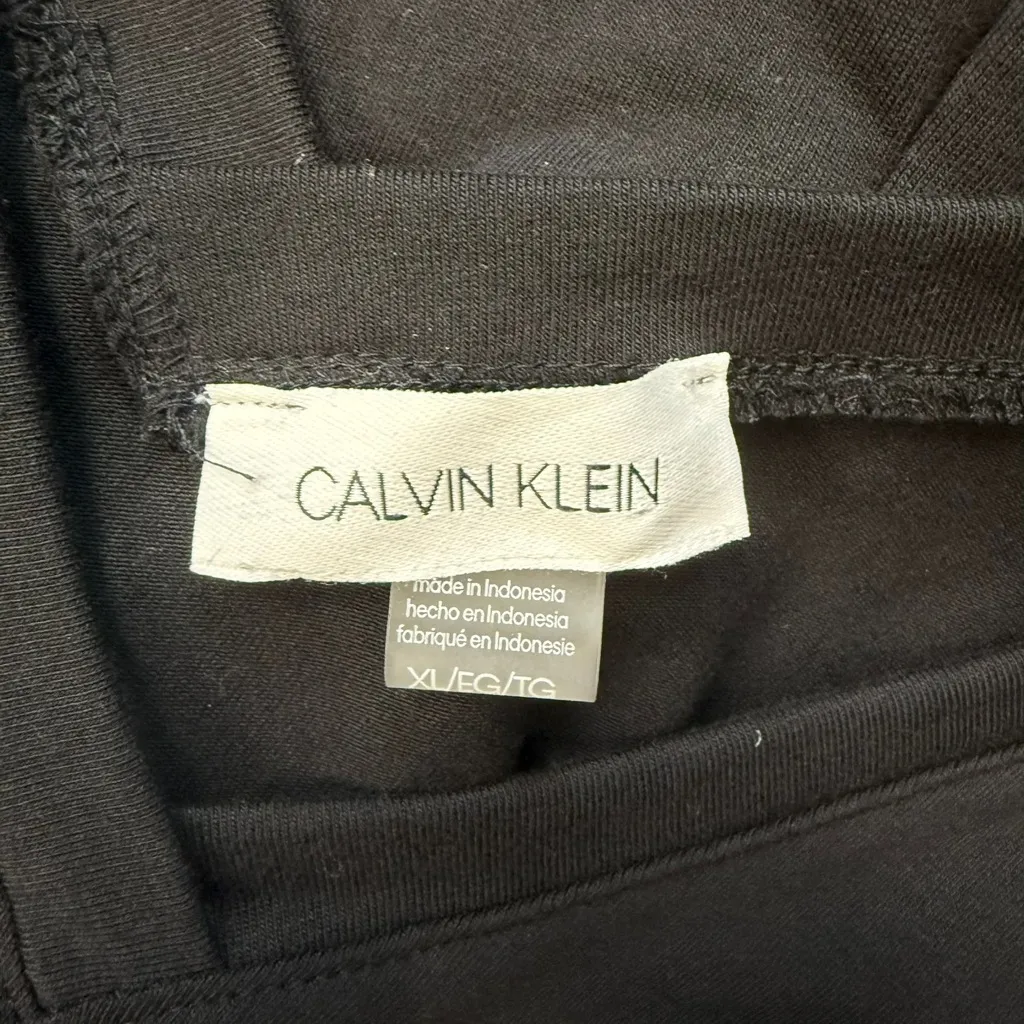 CALVIN KLEIN
made in Indonesia
hecho en Indonesia
fabriqué en Indonesie
XL/EG/TG